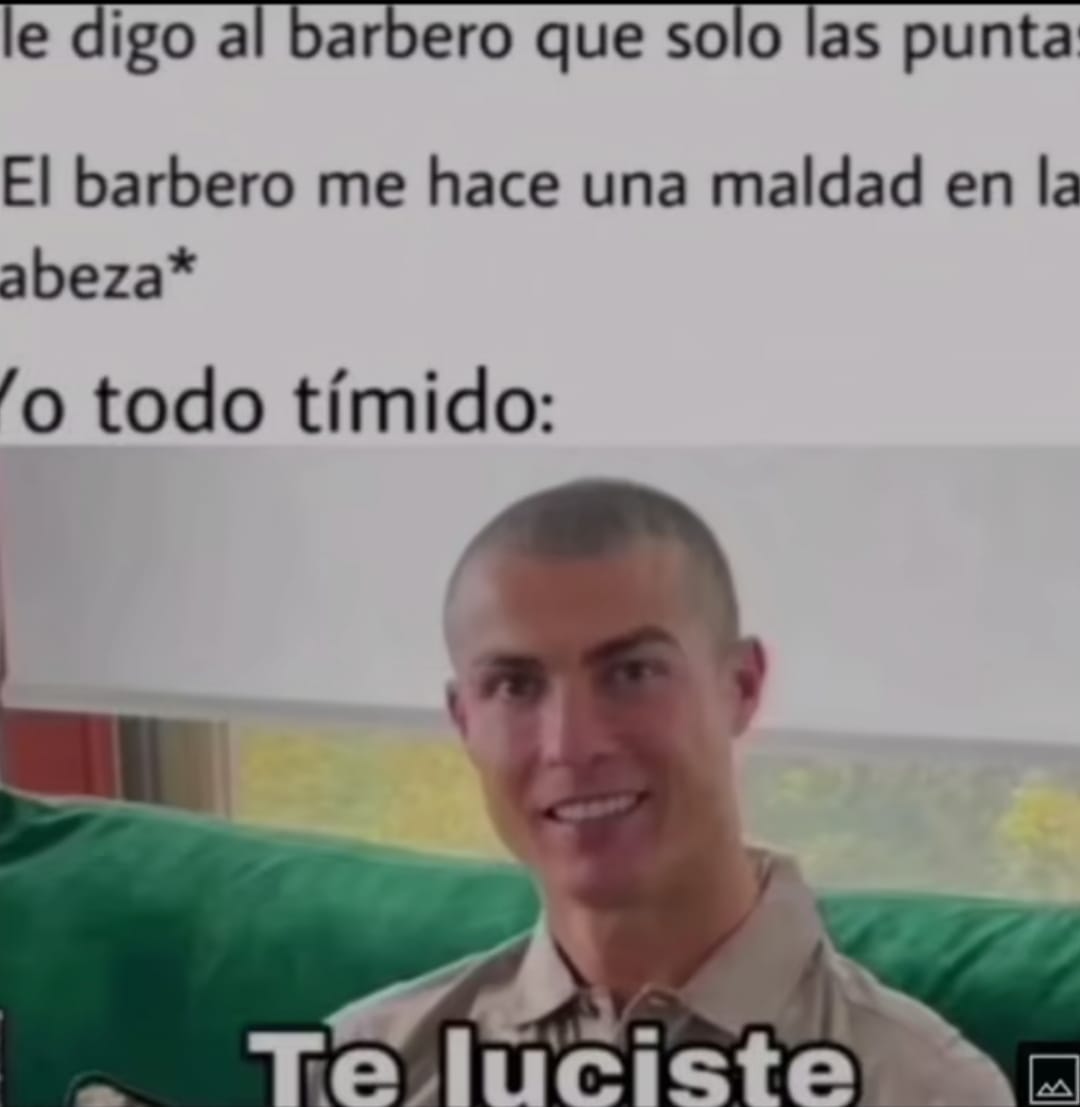 le digo al barbero que solo las punta
El barbero me hace una maldad en la
abeza*
Yo todo tímido:
Te luciste